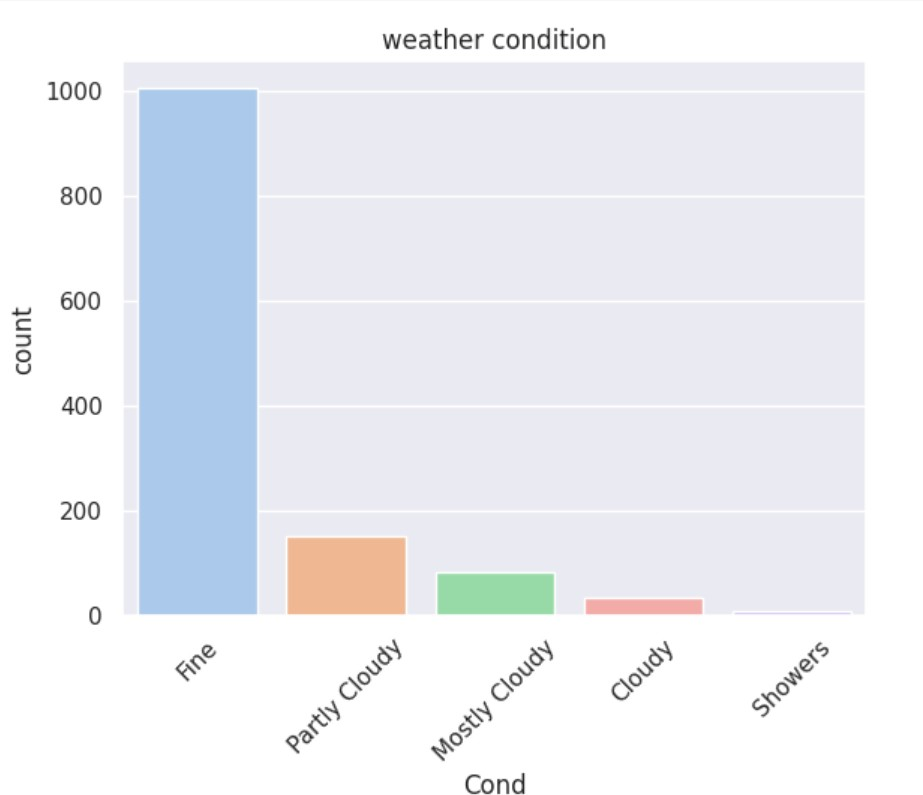 weather condition
1000
800
600
400
200
0
count
Fine
Partly Cloudy
Mostly Cloudy
Cloudy
Showers
Cond